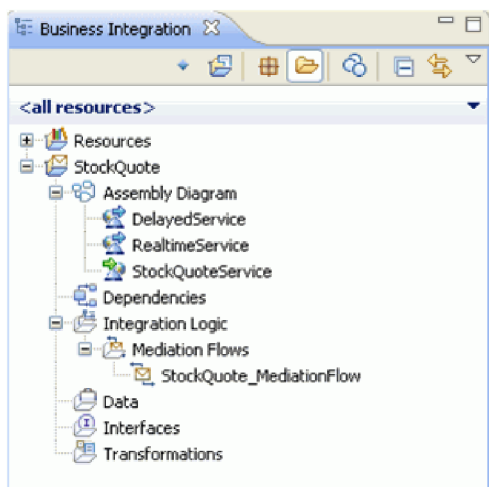 Business Integration
<all resources>
Resources
StockQuote
Assembly Diagram
DelayedService
RealtimeService
StockQuoteService
Dependencies
Integration Logic
Mediation Flows
StockQuote_MediationFlow
Data
Interfaces
Transformations